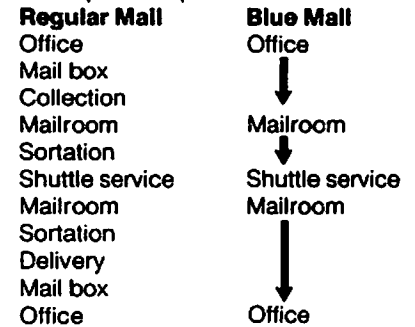 Regular Mail Blue Mail
Office Office
Mail box
Collection
Mailroom Mailroom
Sortation
Shuttle service Shuttle service
Mailroom Mailroom
Sortation
Delivery
Mail box
Office Office